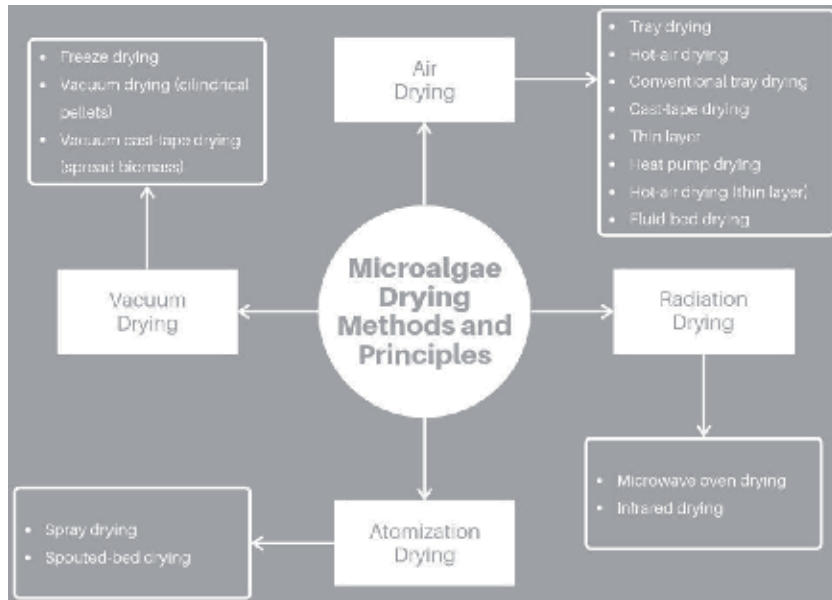 Freeze drying
Vacuum drying (cilindrical
pellets)
Vacuum cast-tape drying
(spread biomass)
Air
Drying
Tray drying
Hot-air drying
Conventional tray drying
Cast-tape drying
Thin layer
Heat pump drying
Hot-air drying (thin layer)
Fluid bed drying
Vacuum
Drying
Microalgae
Drying
Methods and
Principles
Radiation
Drying
Spray drying
Spouted-bed drying
Atomization
Drying
Microwave oven drying
Infrared drying